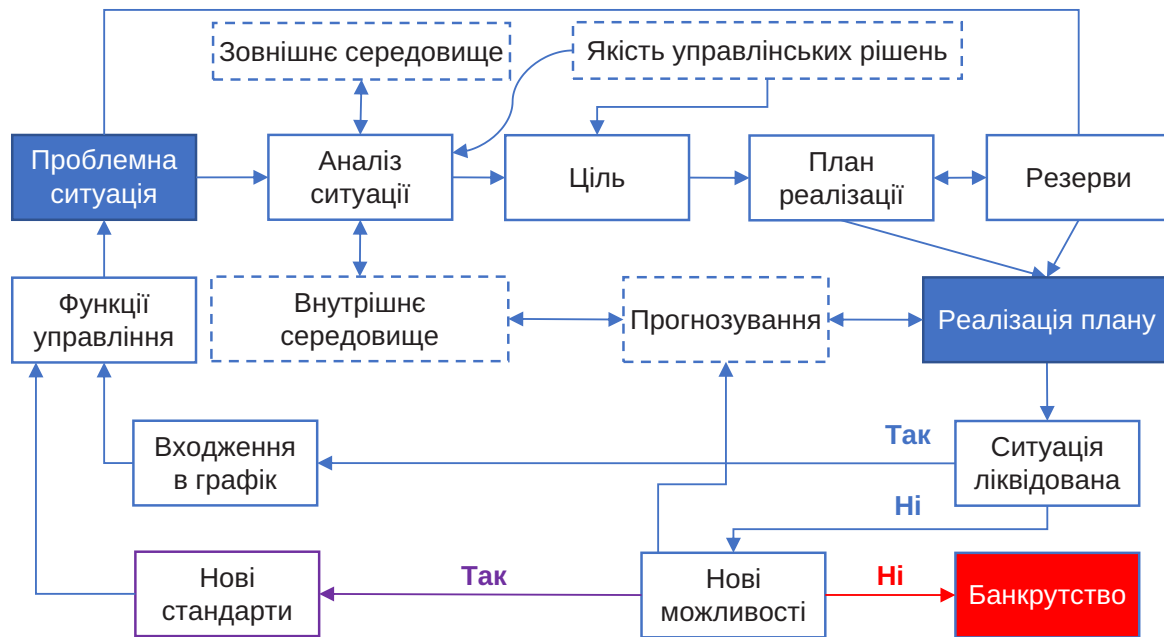 Зовнішнє середовище
Якість управлінських рішень
Проблемна
ситуація
Аналіз
ситуації
Ціль
План
реалізації
Резерви
Функції
управління
Внутрішнє
середовище
Прогнозування
Реалізація плану
Входження
в графік
Так
Ситуація
ліквідована
Ні
Нові
стандарти
Так
Нові
можливості
Ні
Банкрутство